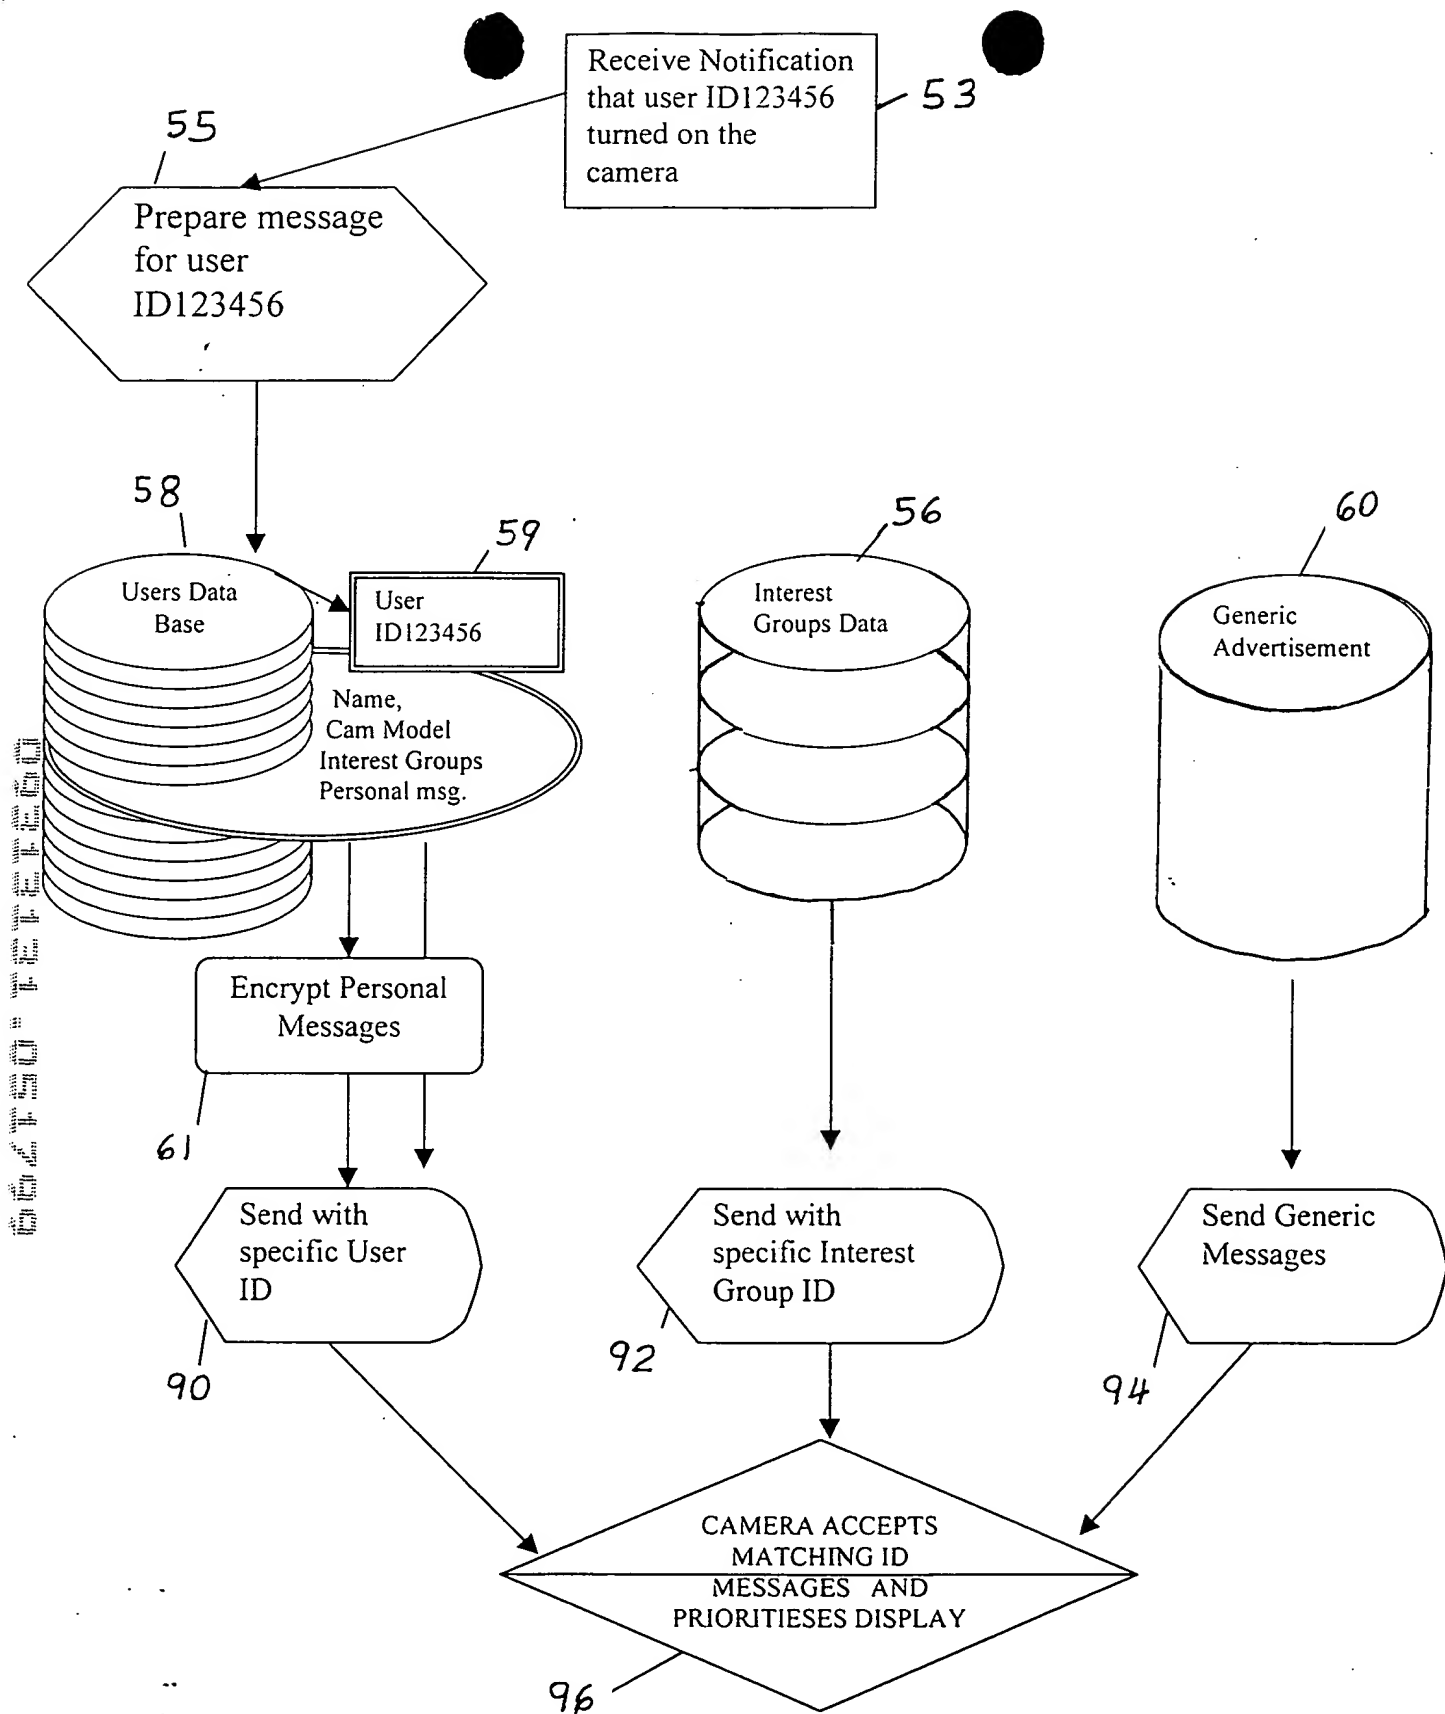 Receive Notification
that user ID123456
turned on the
camera
53
55
Prepare message
for user
ID123456
58
59
56
60
Users Data
Base
User
ID123456
Name,
Cam Model
Interest Groups
Personal msg.
Interest
Groups Data
Generic
Advertisement
Encrypt Personal
Messages
61
Send with
specific User
ID
90
Send with
specific Interest
Group ID
92
Send Generic
Messages
94
CAMERA ACCEPTS
MATCHING ID
MESSAGES AND
PRIORITIESES DISPLAY
96
09313131.051799